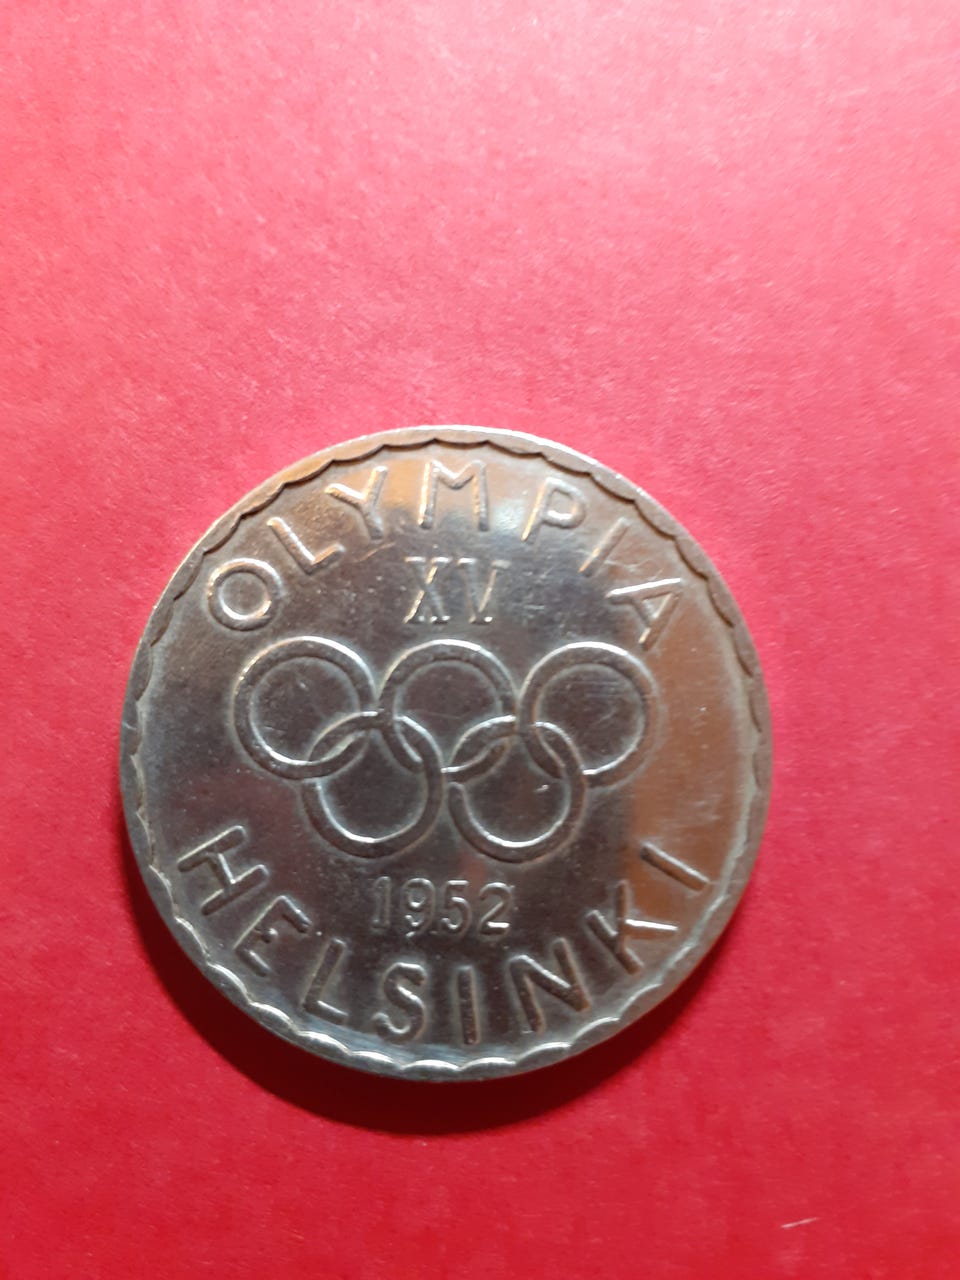 OLYMPIA
XV
1952
HELSINKI